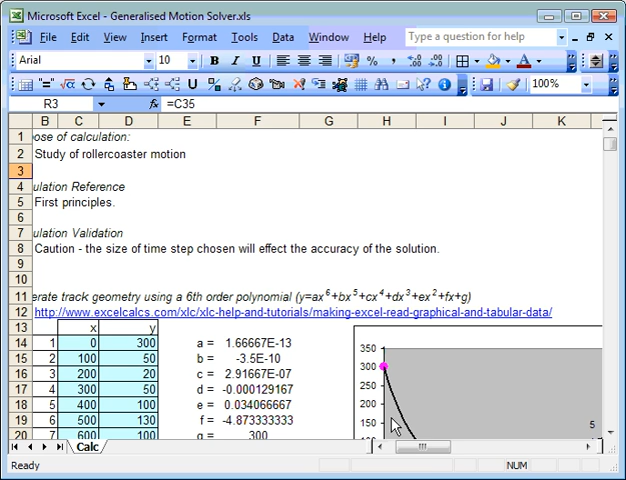 Microsoft Excel - Generalised Motion Solver.xls
File Edit View Insert Format Tools Data Window Help Type a question for help
Arial 10 B I U
100%
R3 fx =C35
B C D E F G H I J K
1 ose of calculation:
2 Study of rollercoaster motion
3
4 ulation Reference
5 First principles.
6
7 ulation Validation
8 Caution - the size of time step chosen will effect the accuracy of the solution.
9
10
11 erate track geometry using a 6th order polynomial (y=ax⁶+bx⁵+cx⁴+dx³+ex²+fx+g)
12 http://www.excelcalcs.com/xlc/xlc-help-and-tutorials/making-excel-read-graphical-and-tabular-data/
13 x y
14 1 0 300 a = 1.66667E-13 350
15 2 100 50 b = -3.5E-10 300
16 3 200 20 c = 2.91667E-07 250
17 4 300 50 d = -0.000129167 200
18 5 400 100 e = 0.034066667 150
19 6 500 130 f = -4.873333333 5
20 7 600 100 g = 300 100
Calc
Ready NUM